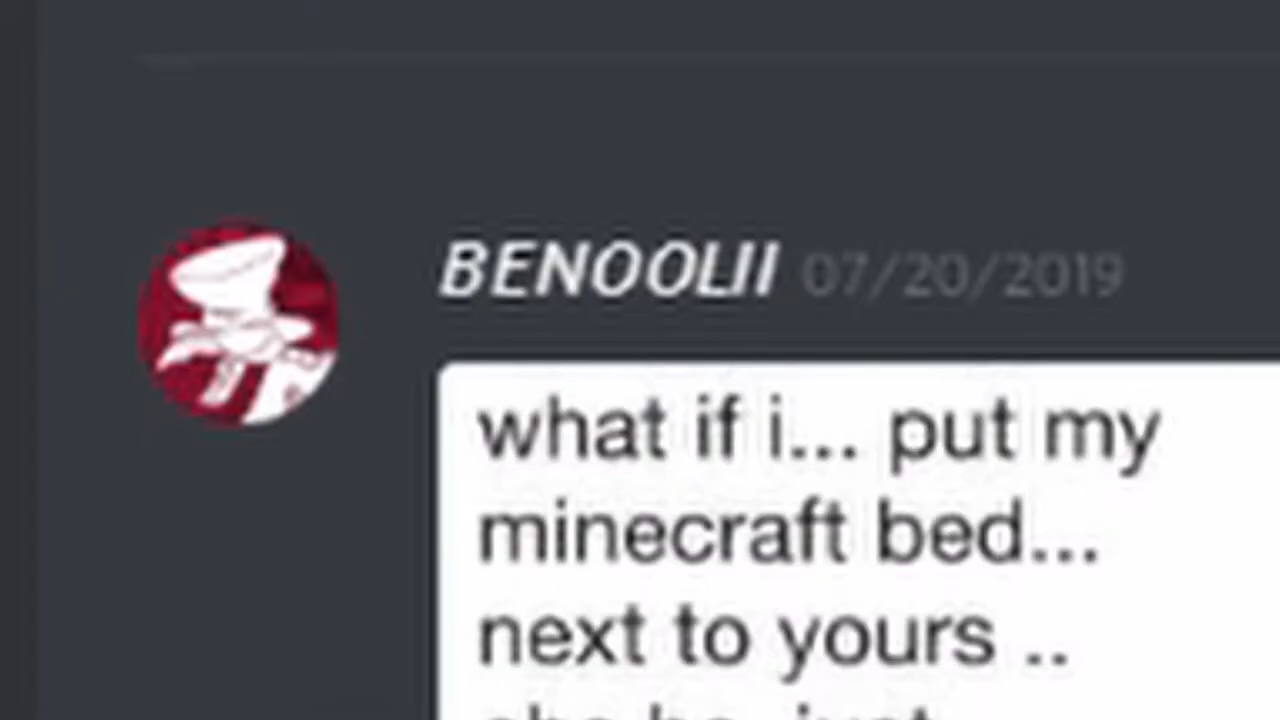 BENOOLII 07/20/2019
what if i... put my
minecraft bed...
next to yours ..